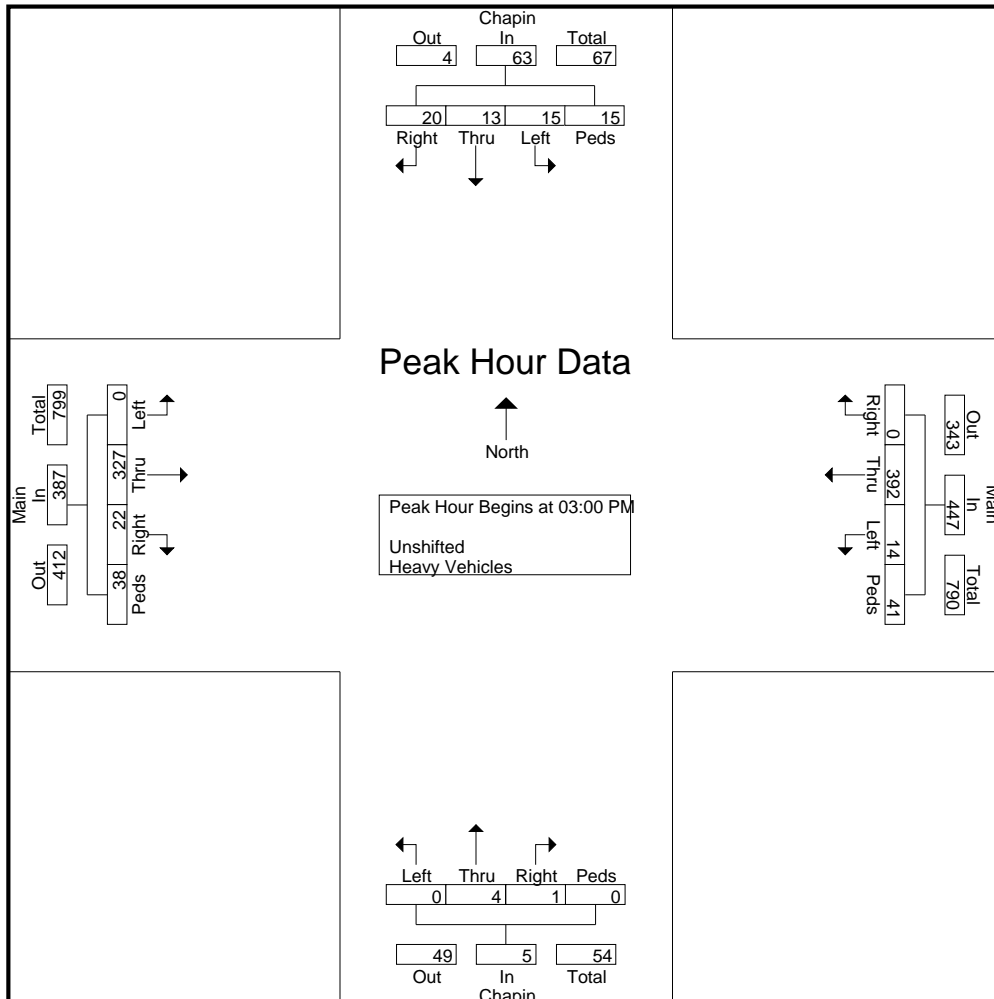 Chapin
Out In Total
4 63 67
20 13 15 15
Right Thru Left Peds
Peak Hour Data
North
Peak Hour Begins at 03:00 PM
Unshifted
Heavy Vehicles
Main
Total In Out
799 387 412
0 327 22 38
Left Thru Right Peds
Right Thru Left Peds
0 392 14 41
Out In Total
343 447 790
Main
Left Thru Right Peds
0 4 1 0
49 5 54
Out In Total
Chapin